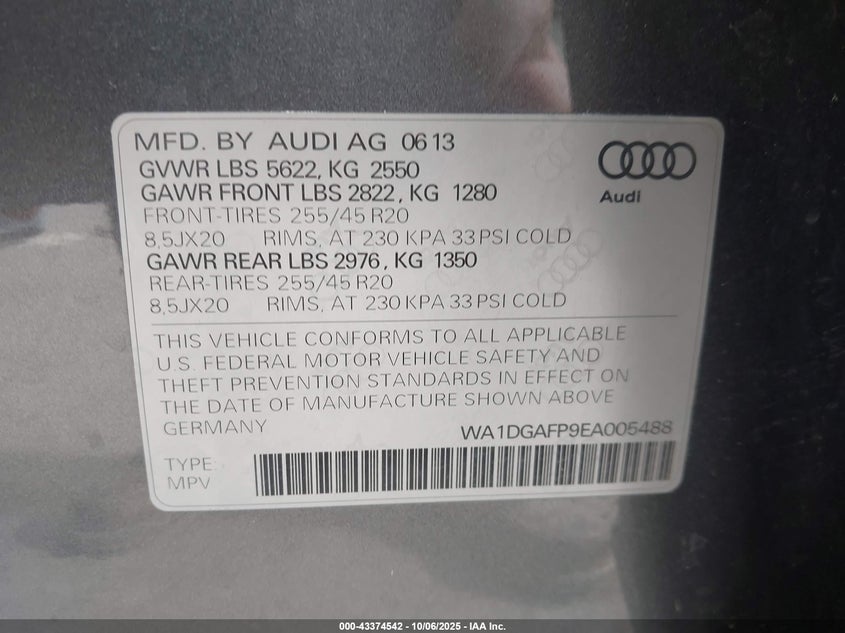 MFD. BY AUDI AG 06 13
GVWR LBS 5622, KG 2550
GAWR FRONT LBS 2822, KG 1280
FRONT-TIRES 255/45 R20
8,5JX20 RIMS, AT 230 KPA 33 PSI COLD
GAWR REAR LBS 2976, KG 1350
REAR-TIRES 255/45 R20
8,5JX20 RIMS, AT 230 KPA 33 PSI COLD
Audi
THIS VEHICLE CONFORMS TO ALL APPLICABLE
U.S. FEDERAL MOTOR VEHICLE SAFETY AND
THEFT PREVENTION STANDARDS IN EFFECT ON
THE DATE OF MANUFACTURE SHOWN ABOVE
GERMANY
WA1DGAFP9EA005488
TYPE:
MPV
000-43374542 - 10/06/2025 - IAA Inc.